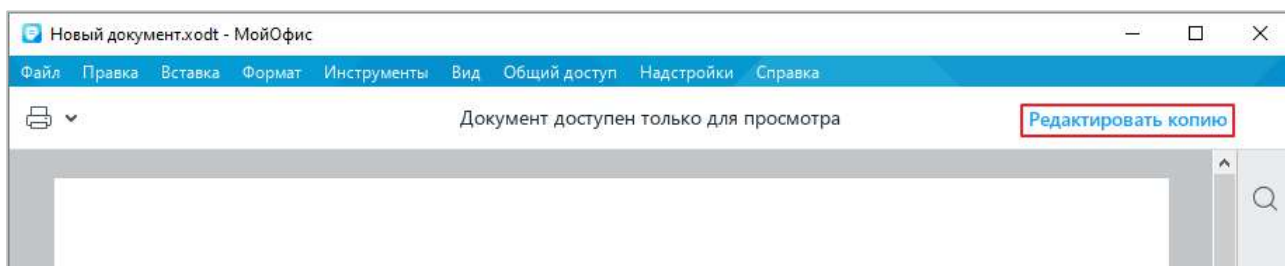 Новый документ.xodt - МойОфис
Файл Правка Вставка Формат Инструменты Вид Общий доступ Надстройки Справка
Документ доступен только для просмотра Редактировать копию